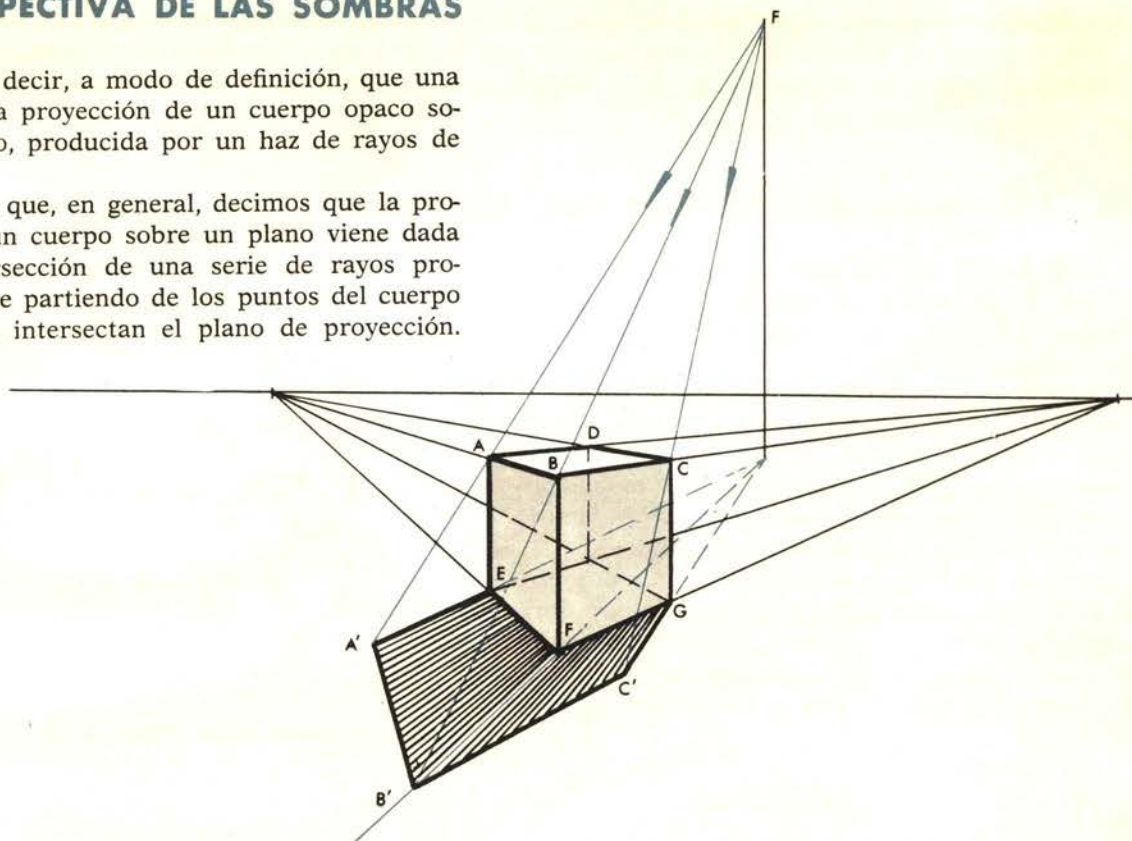 PECTIVA DE LAS SOMBRAS
decir, a modo de definición, que una
a proyección de un cuerpo opaco so-
o, producida por un haz de rayos de
que, en general, decimos que la pro-
un cuerpo sobre un plano viene dada
rsección de una serie de rayos pro-
e partiendo de los puntos del cuerpo
intersectan el plano de proyección.
F
D
A
B
C
E
F
G
A'
C'
B'